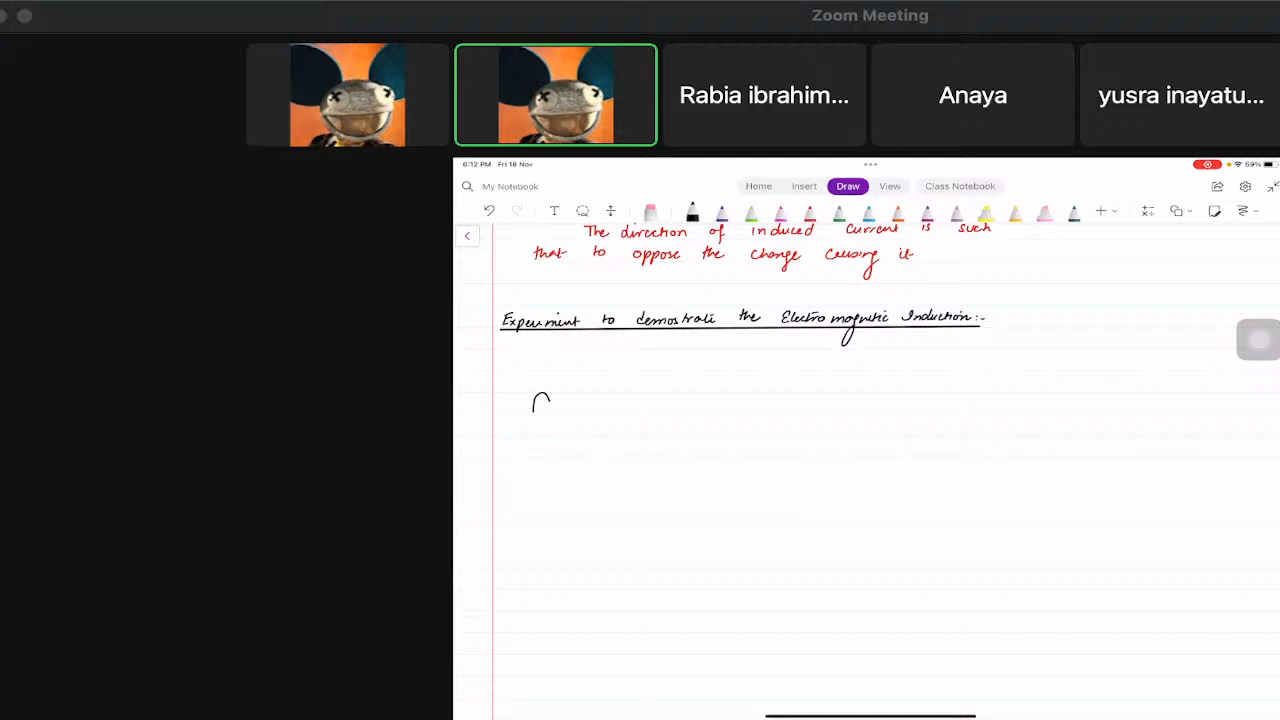 Zoom Meeting
Rabia ibrahim...
Anaya
yusra inayatu...
6:12 PM Fri 18 Nov
69%
My Notebook
Home Insert Draw View Class Notebook
The direction of induced current is such
that to oppose the change causing it
Experiment to demostrate the Electromagnetic Induction:-